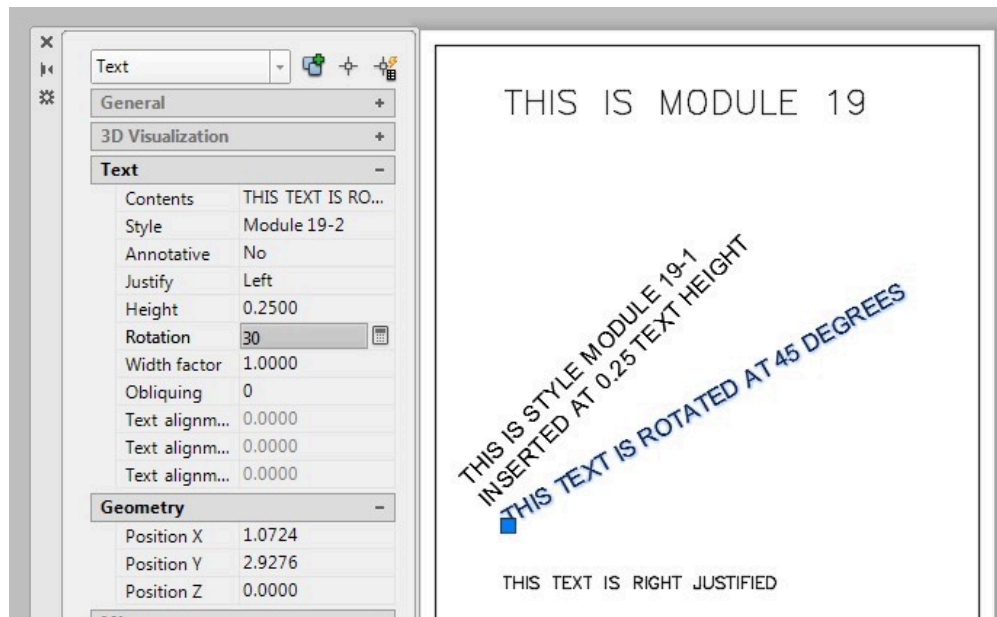 Text
General
3D Visualization
Text
Contents THIS TEXT IS RO...
Style Module 19-2
Annotative No
Justify Left
Height 0.2500
Rotation 30
Width factor 1.0000
Obliquing 0
Text alignm... 0.0000
Text alignm... 0.0000
Text alignm... 0.0000
Geometry
Position X 1.0724
Position Y 2.9276
Position Z 0.0000
THIS IS MODULE 19
THIS IS STYLE MODULE 19-1
INSERTED AT 0.25 TEXT HEIGHT
THIS TEXT IS ROTATED AT 45 DEGREES
THIS TEXT IS RIGHT JUSTIFIED